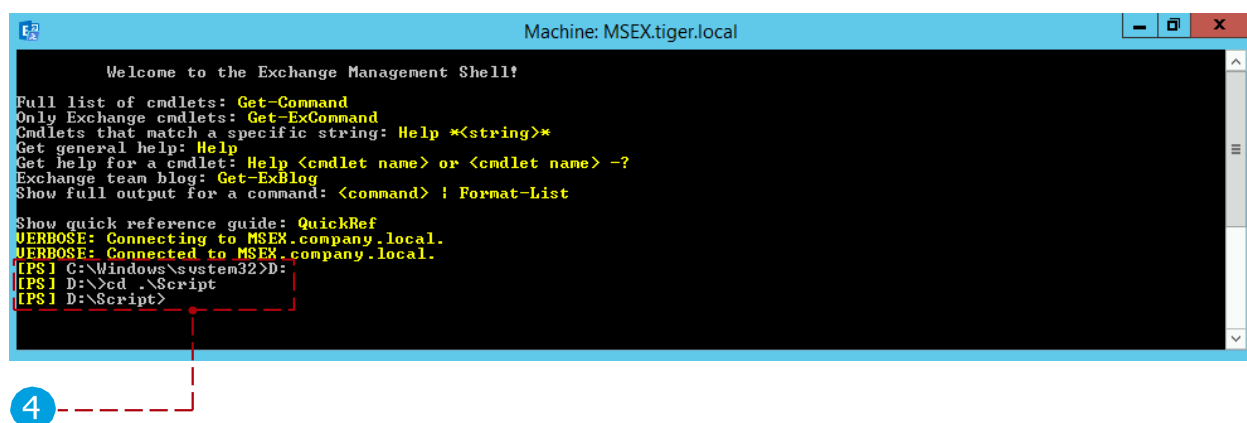 Machine: MSEX.tiger.local
Welcome to the Exchange Management Shell!
Full list of cmdlets: Get-Command
Only Exchange cmdlets: Get-ExCommand
Cmdlets that match a specific string: Help *<string>*
Get general help: Help
Get help for a cmdlet: Help <cmdlet name> or <cmdlet name> -?
Exchange team blog: Get-ExBlog
Show full output for a command: <command> | Format-List
Show quick reference guide: QuickRef
VERBOSE: Connecting to MSEX.company.local.
VERBOSE: Connected to MSEX.company.local.
[PS] C:\Windows\system32>D:
[PS] D:\>cd .\Script
[PS] D:\Script>
4